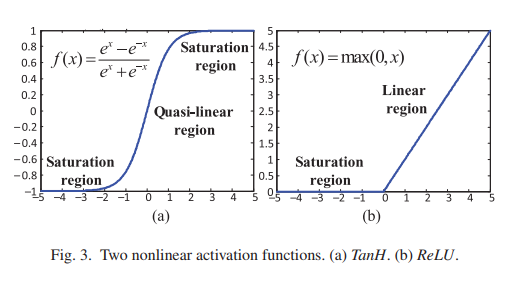 1
0.8
0.6
0.4
0.2
0
−0.2
−0.4
−0.6
−0.8
−1
f(x)=(e^x−e^−x)/(e^x+e^−x)
Saturation
region
Quasi-linear
region
Saturation
region
−5 −4 −3 −2 −1 0 1 2 3 4 5
(a)
5
4.5
4
3.5
3
2.5
2
1.5
1
0.5
0
f(x)=max(0,x)
Linear
region
Saturation
region
−5 −4 −3 −2 −1 0 1 2 3 4 5
(b)
Fig. 3. Two nonlinear activation functions. (a) TanH. (b) ReLU.